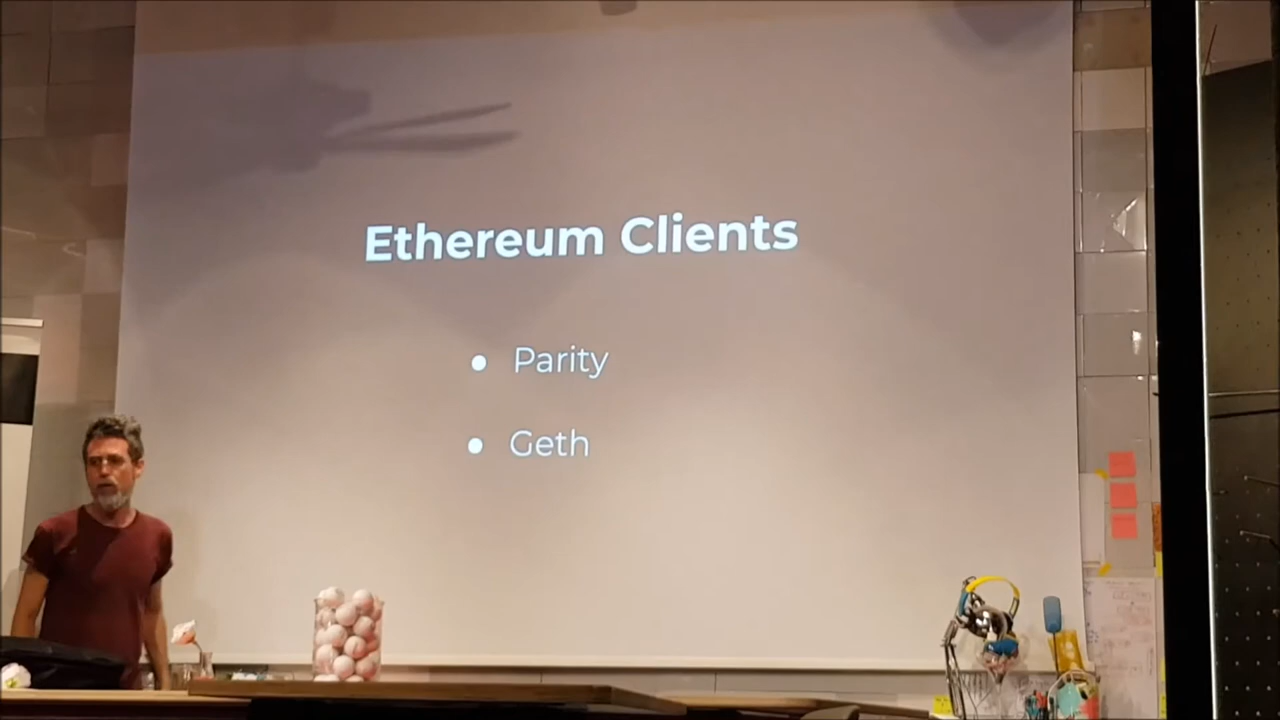 Ethereum Clients
● Parity
● Geth